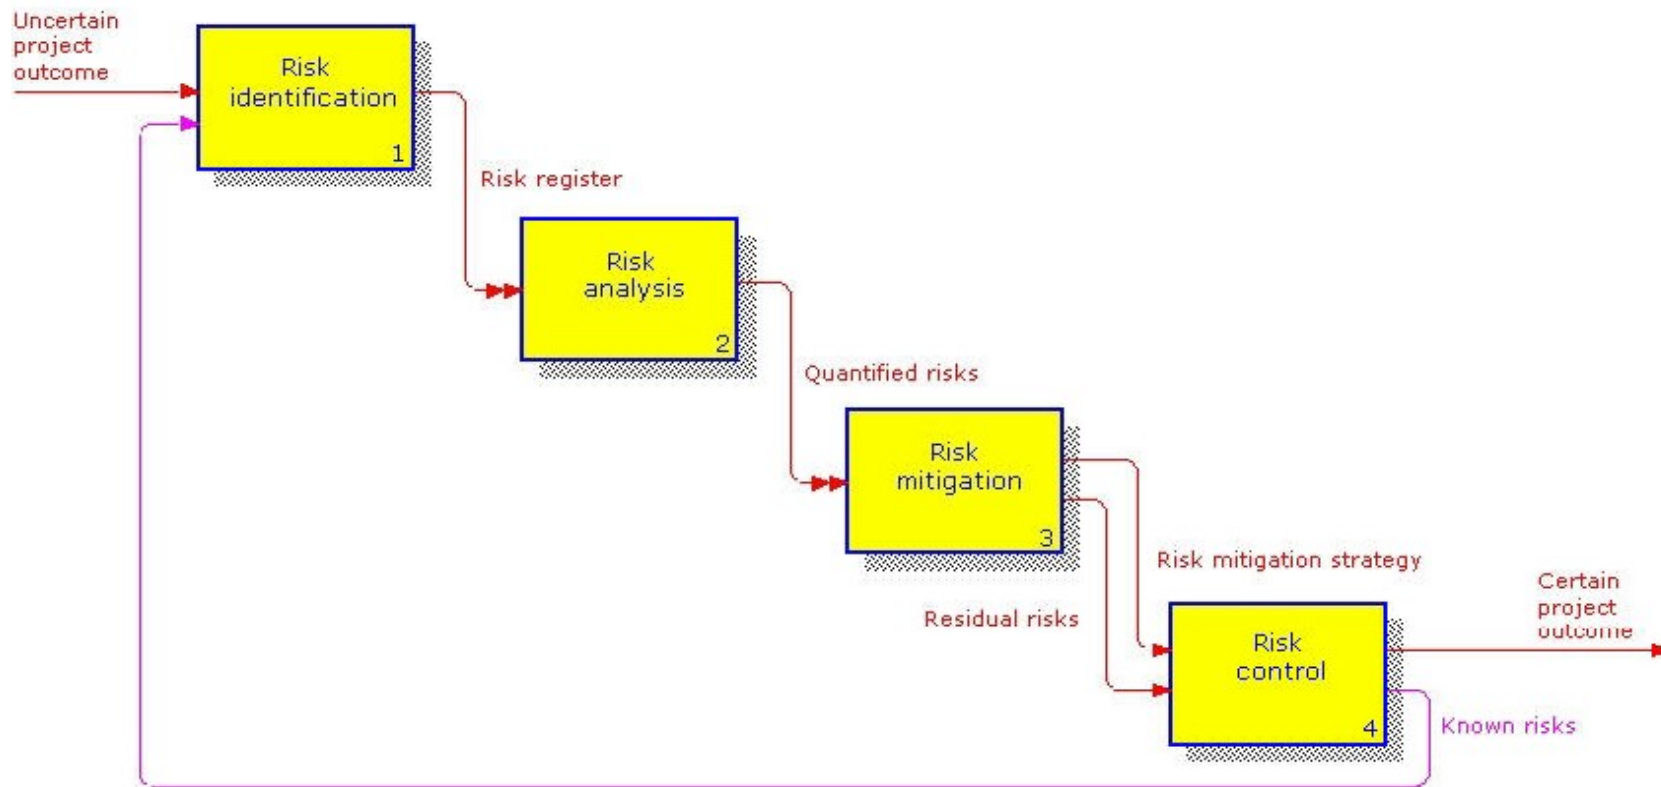 Uncertain
project
outcome
Risk
identification
1
Risk register
Risk
analysis
2
Quantified risks
Risk
mitigation
3
Risk mitigation strategy
Residual risks
Certain
project
outcome
Risk
control
4
Known risks